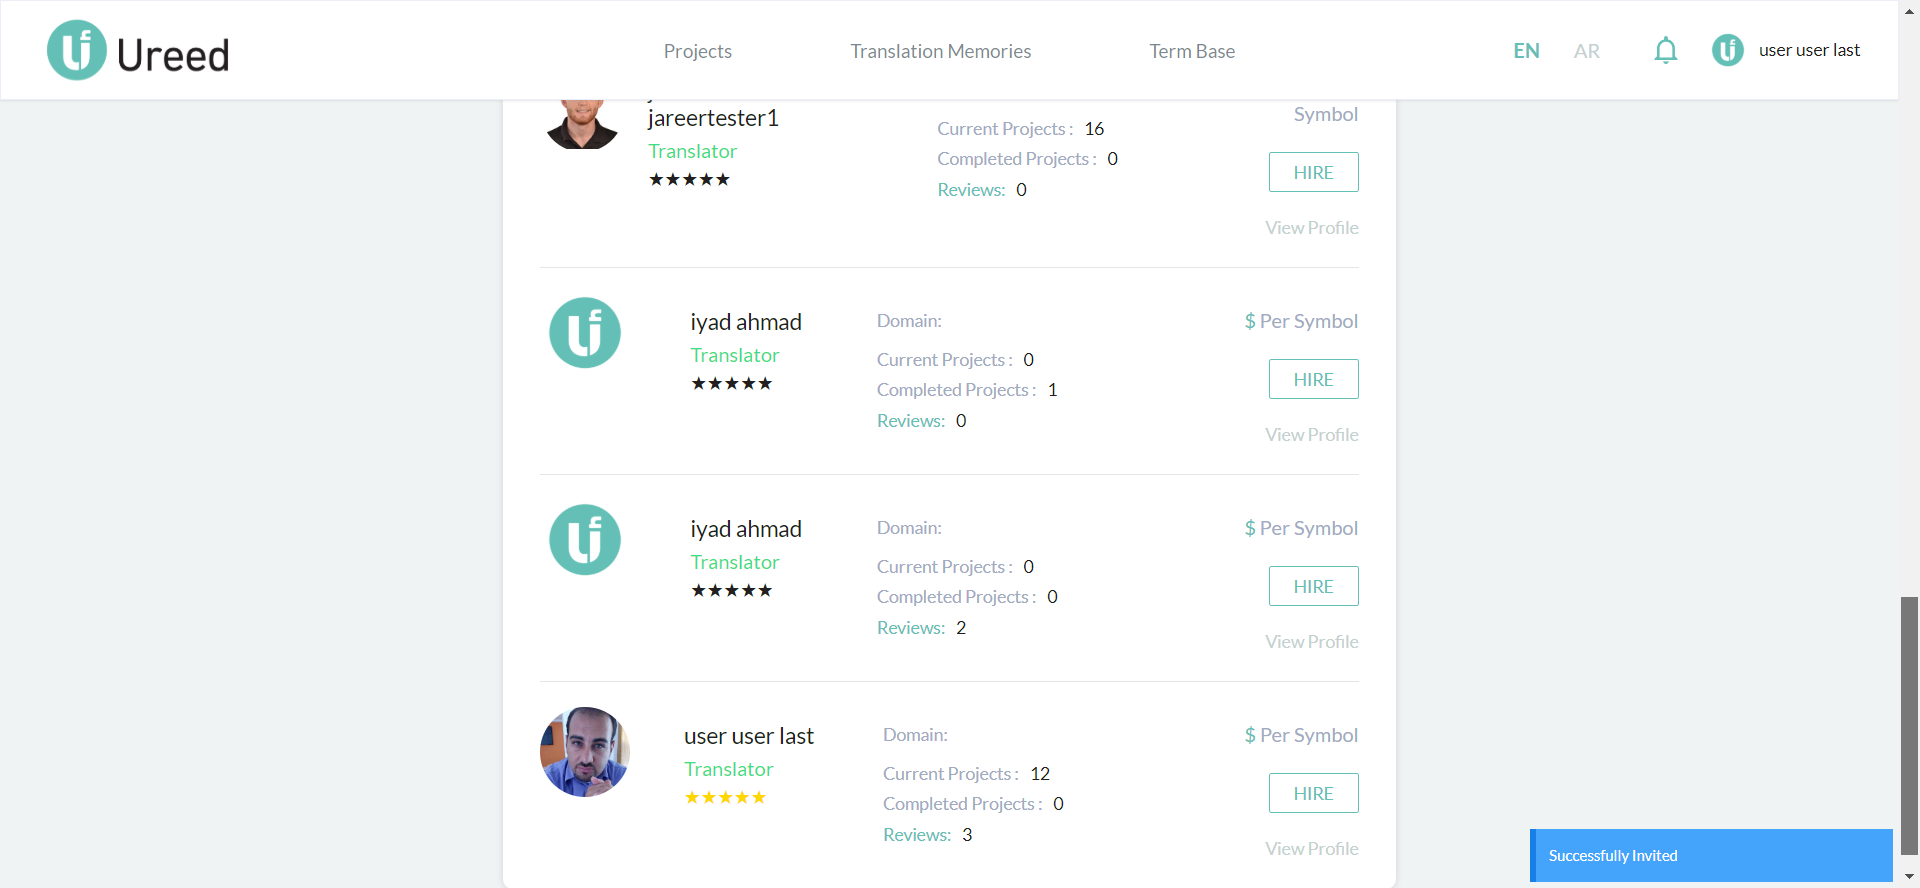 Ureed
Projects
Translation Memories
Term Base
EN
AR
user user last
jareertester1
Translator
★★★★★
Current Projects : 16
Completed Projects : 0
Reviews: 0
Symbol
HIRE
View Profile
iyad ahmad
Translator
★★★★★
Domain:
Current Projects : 0
Completed Projects : 1
Reviews: 0
$ Per Symbol
HIRE
View Profile
iyad ahmad
Translator
★★★★★
Domain:
Current Projects : 0
Completed Projects : 0
Reviews: 2
$ Per Symbol
HIRE
View Profile
user user last
Translator
★★★★★
Domain:
Current Projects : 12
Completed Projects : 0
Reviews: 3
$ Per Symbol
HIRE
View Profile
Successfully Invited